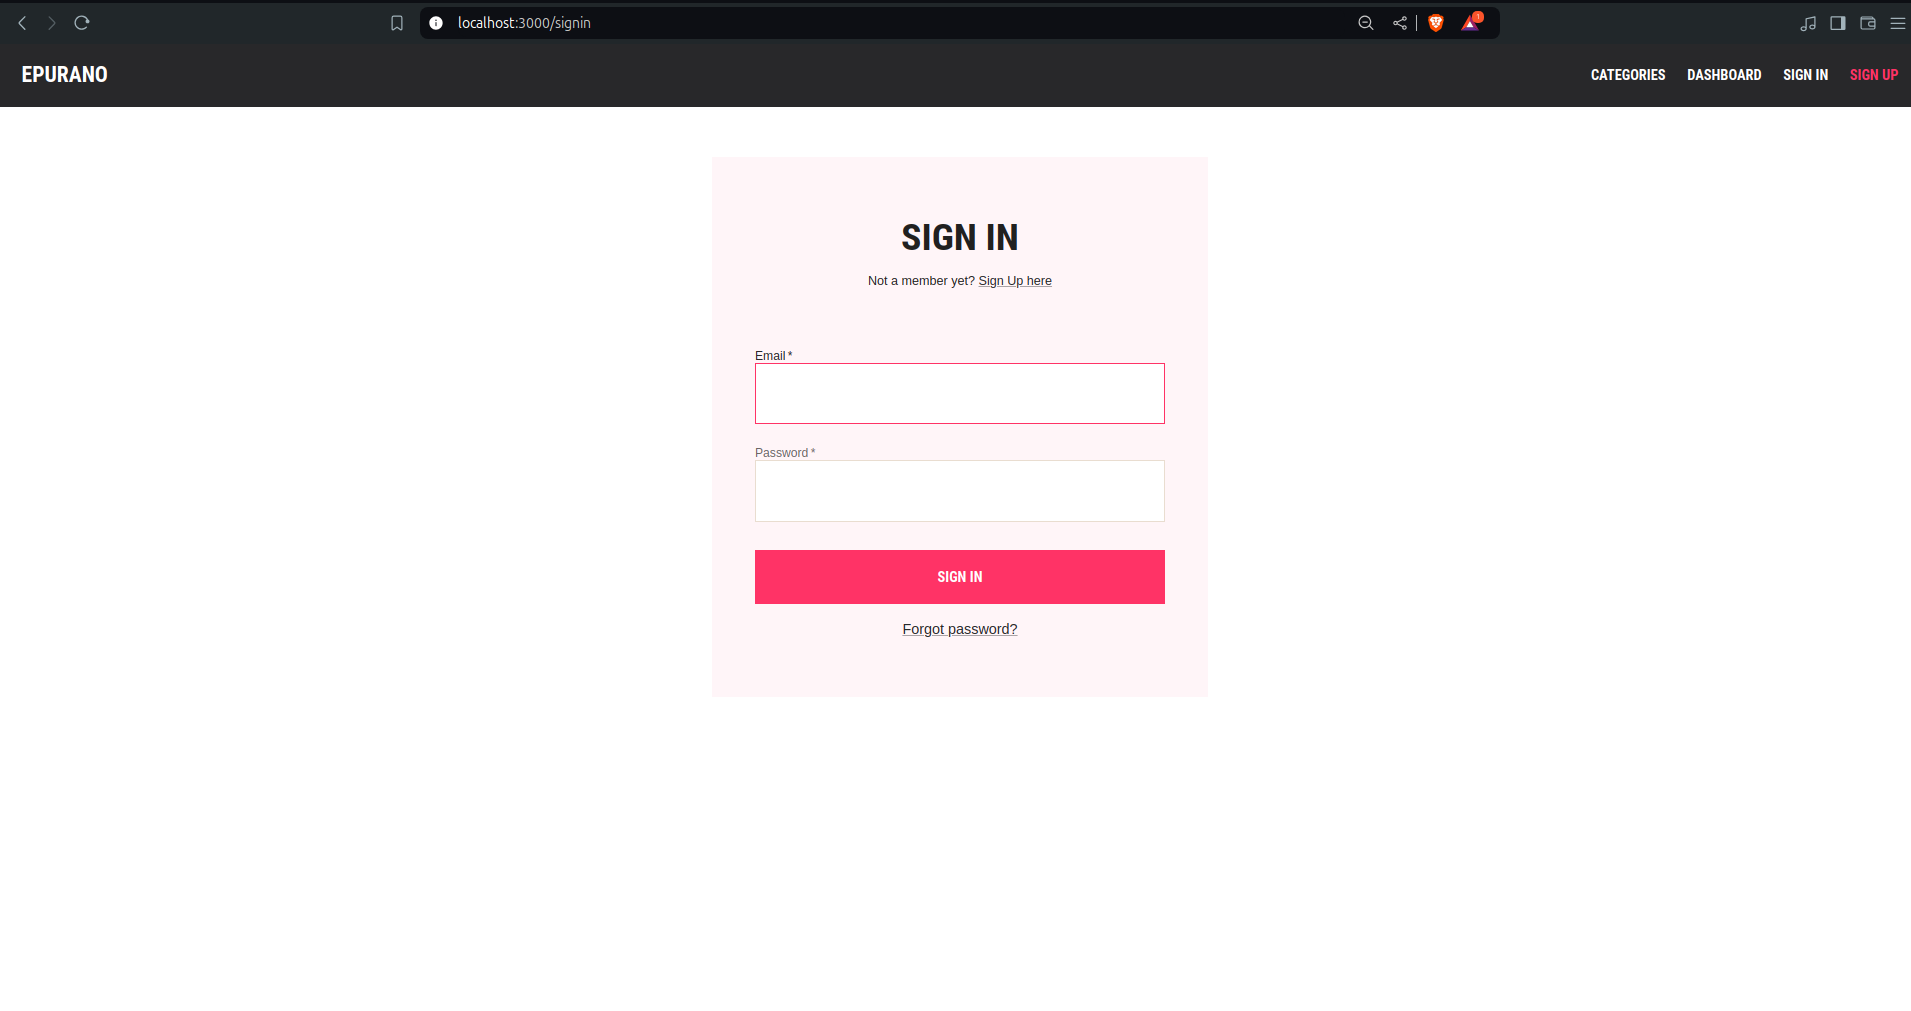 localhost:3000/signin
1
EPURANO
CATEGORIES DASHBOARD SIGN IN SIGN UP
SIGN IN
Not a member yet? Sign Up here
Email *
Password *
SIGN IN
Forgot password?